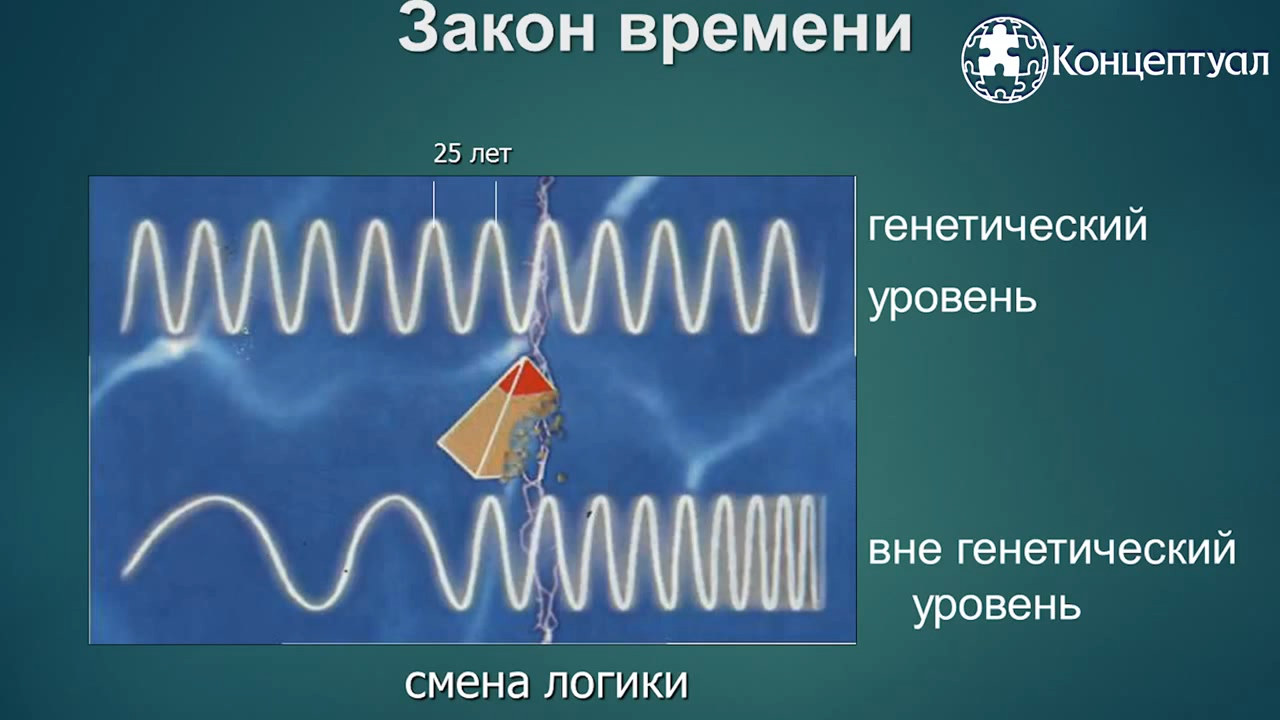 Закон времени
Концептуал
25 лет
генетический
уровень
вне генетический
уровень
смена логики